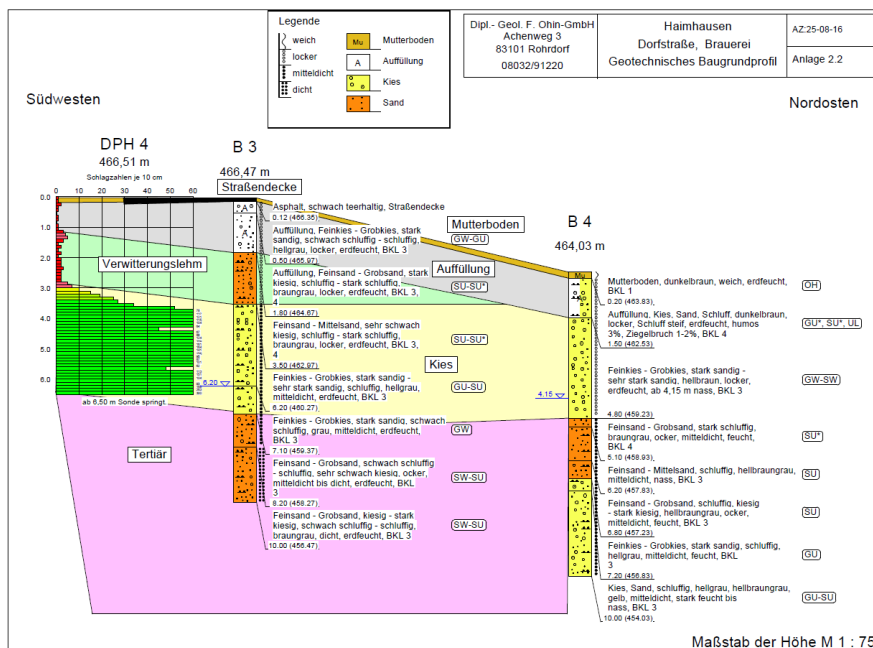 Legende
weich
locker
mitteldicht
dicht
Mu Mutterboden
A Auffüllung
Kies
Sand
Dipl.- Geol. F. Ohin-GmbH
Achenweg 3
83101 Rohrdorf
08032/91220
Haimhausen
Dorfstraße, Brauerei
Geotechnisches Baugrundprofil
AZ:25-08-16
Anlage 2.2
Südwesten
Nordosten
DPH 4
466,51 m
Schlagzahlen je 10 cm
0 10 20 30 40 50 60
0.0
1.0
2.0
3.0
4.0
5.0
6.0
ab 6,50 m Sonde springt.
B 3
466,47 m
Straßendecke
A
A
6.20
Asphalt, schwach teerhaltig, Straßendecke
0.12 (466.35)
Auffüllung, Feinkies - Grobkies, stark
sandig, schwach schluffig - schluffig,
hellgrau, locker, erdfeucht, BKL 3
0.50 (465.97)
GW-GU
Auffüllung, Feinsand - Grobsand, stark
kiesig, schluffig - stark schluffig,
braungrau, locker, erdfeucht, BKL 3,
4
1.80 (464.67)
SU-SU*
Feinsand - Mittelsand, sehr schwach
kiesig, schluffig - stark schluffig,
braungrau, locker, erdfeucht, BKL 3,
4
3.50 (462.97)
SU-SU*
Feinkies - Grobkies, stark sandig -
sehr stark sandig, schluffig, hellgrau,
mitteldicht, erdfeucht, BKL 3
6.20 (460.27)
GU-SU
Feinkies - Grobkies, stark sandig, schwach
schluffig, grau, mitteldicht, erdfeucht,
BKL 3
7.10 (459.37)
GW
Feinsand - Grobsand, schwach schluffig
- schluffig, sehr schwach kiesig, ocker,
mitteldicht bis dicht, erdfeucht, BKL
3
8.20 (458.27)
SW-SU
Feinsand - Grobsand, kiesig - stark
kiesig, schwach schluffig - schluffig,
braungrau, dicht, erdfeucht, BKL 3
10.00 (456.47)
SW-SU
Mutterboden
Auffüllung
Verwitterungslehm
Kies
Tertiär
B 4
464,03 m
Mu
A
4.15
Mutterboden, dunkelbraun, weich, erdfeucht,
BKL 1
0.20 (463.83)
OH
Auffüllung, Kies, Sand, Schluff, dunkelbraun,
locker, Schluff steif, erdfeucht, humos
3%, Ziegelbruch 1-2%, BKL 4
1.50 (462.53)
GU*, SU*, UL
Feinkies - Grobkies, stark sandig -
sehr stark sandig, hellbraun, locker,
erdfeucht, ab 4,15 m nass, BKL 3
4.80 (459.23)
GW-SW
Feinsand - Grobsand, stark schluffig,
braungrau, ocker, mitteldicht, feucht,
BKL 4
5.10 (458.93)
SU*
Feinsand - Mittelsand, schluffig, hellbraungrau,
mitteldicht, nass, BKL 3
6.20 (457.83)
SU
Feinsand - Grobsand, schluffig, kiesig
- stark kiesig, hellbraungrau, ocker,
mitteldicht, feucht, BKL 3
6.80 (457.23)
SU
Feinkies - Grobkies, stark sandig, schluffig,
hellgrau, mitteldicht, feucht, BKL
3
7.20 (456.83)
GU
Kies, Sand, schluffig, hellgrau, hellbraungrau,
gelb, mitteldicht, stark feucht bis
nass, BKL 3
10.00 (454.03)
GU-SU
Maßstab der Höhe M 1 : 75